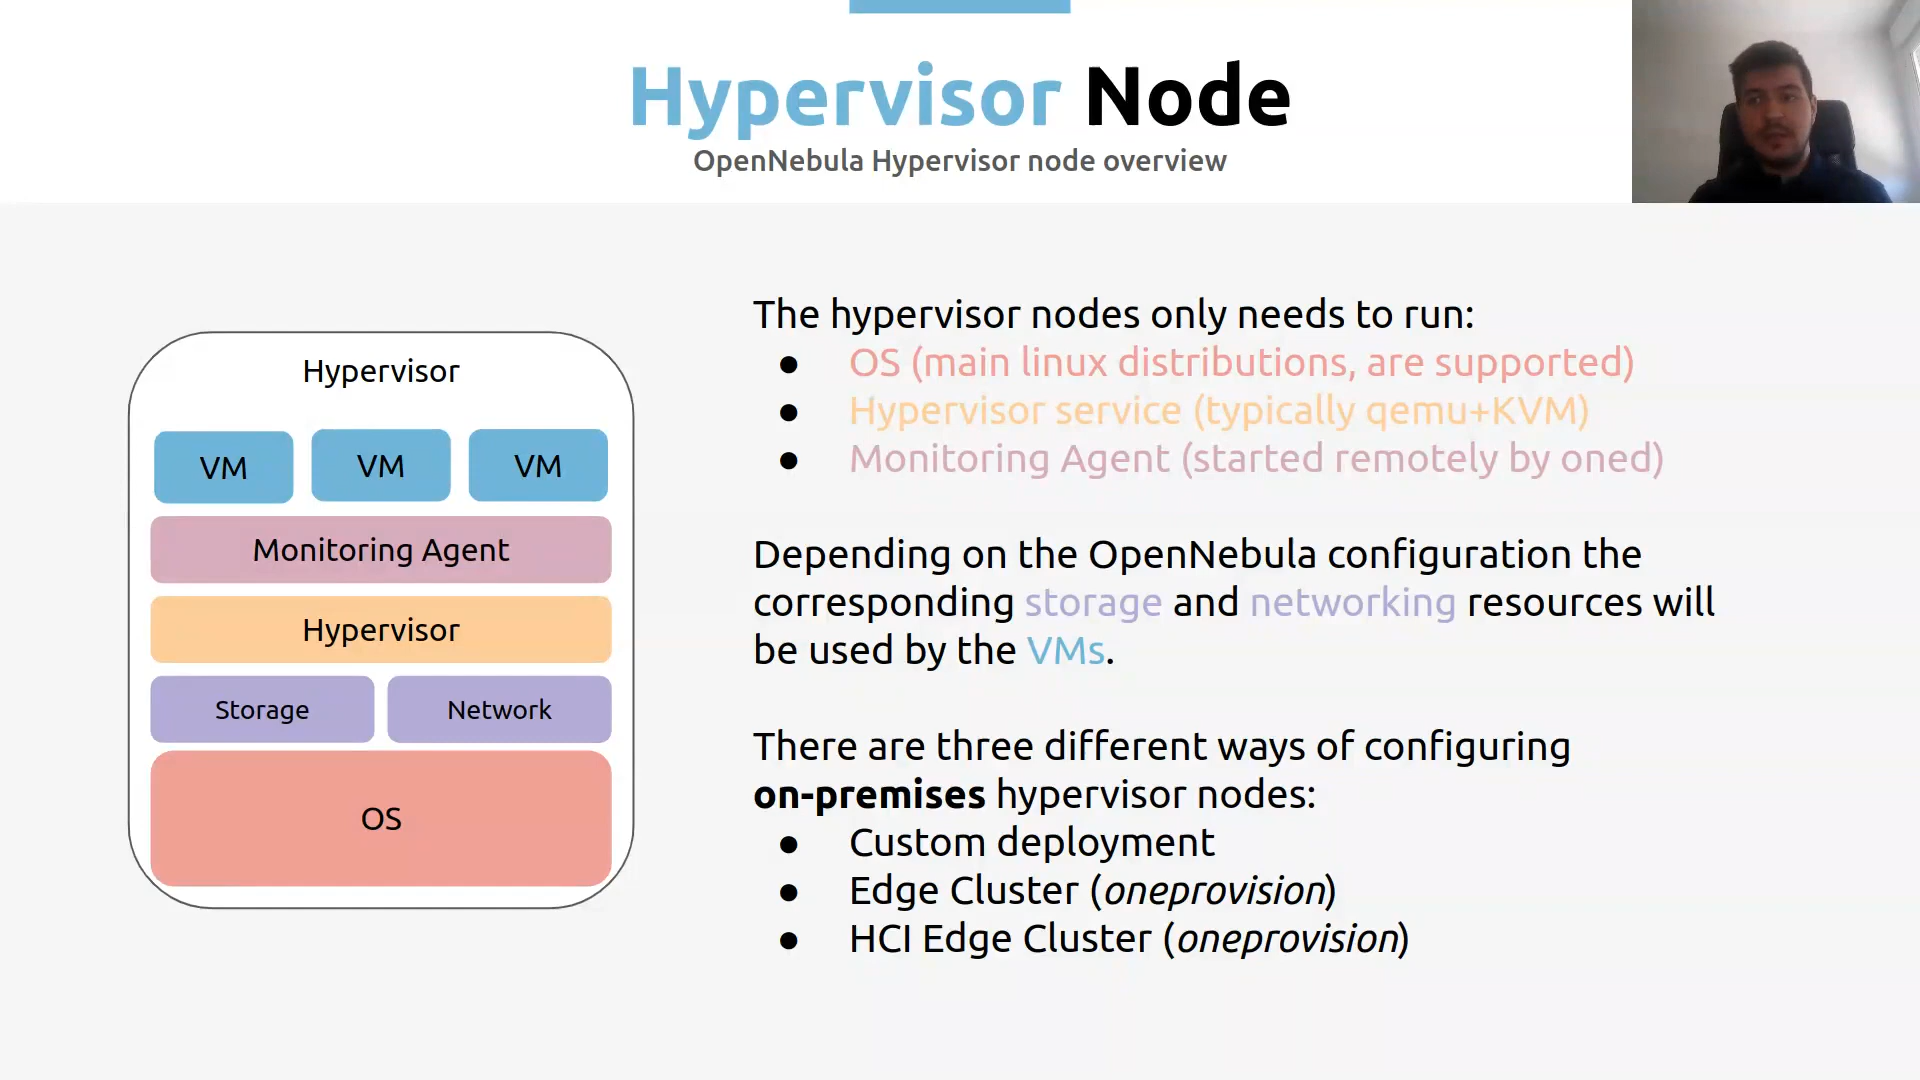 Hypervisor Node
OpenNebula Hypervisor node overview
Hypervisor
VM VM VM
Monitoring Agent
Hypervisor
Storage Network
OS
The hypervisor nodes only needs to run:
● OS (main linux distributions, are supported)
● Hypervisor service (typically qemu+KVM)
● Monitoring Agent (started remotely by oned)
Depending on the OpenNebula configuration the
corresponding storage and networking resources will
be used by the VMs.
There are three different ways of configuring
on-premises hypervisor nodes:
● Custom deployment
● Edge Cluster (oneprovision)
● HCI Edge Cluster (oneprovision)